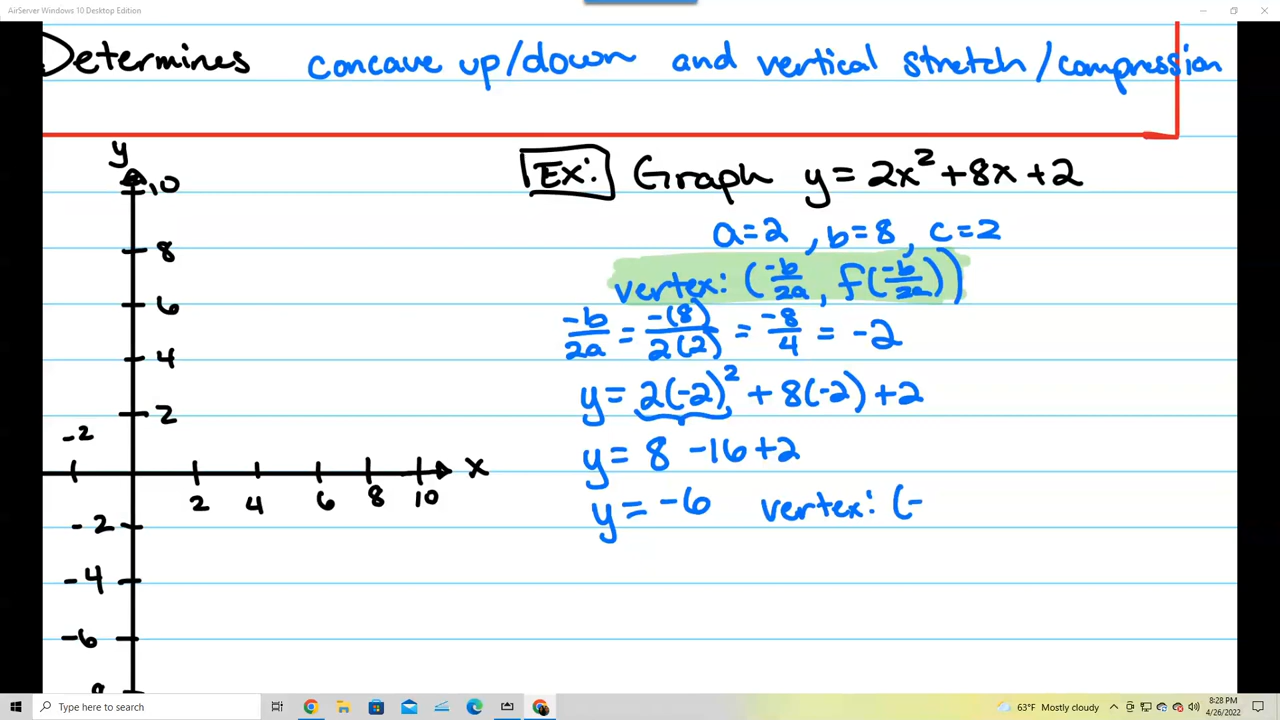 AirServer Windows 10 Desktop Edition
Determines concave up/down and vertical stretch/compression
y
10
8
6
4
2
-2
x
2 4 6 8 10
-2
-4
-6
EX: Graph y = 2x² + 8x + 2
a=2, b=8, c=2
vertex: (-b/2a, f(-b/2a))
-b/2a = -(8)/2(2) = -8/4 = -2
y = 2(-2)² + 8(-2) + 2
y = 8 -16 +2
y = -6 vertex: (-
Type here to search
63°F Mostly cloudy
8:28 PM
4/26/2022